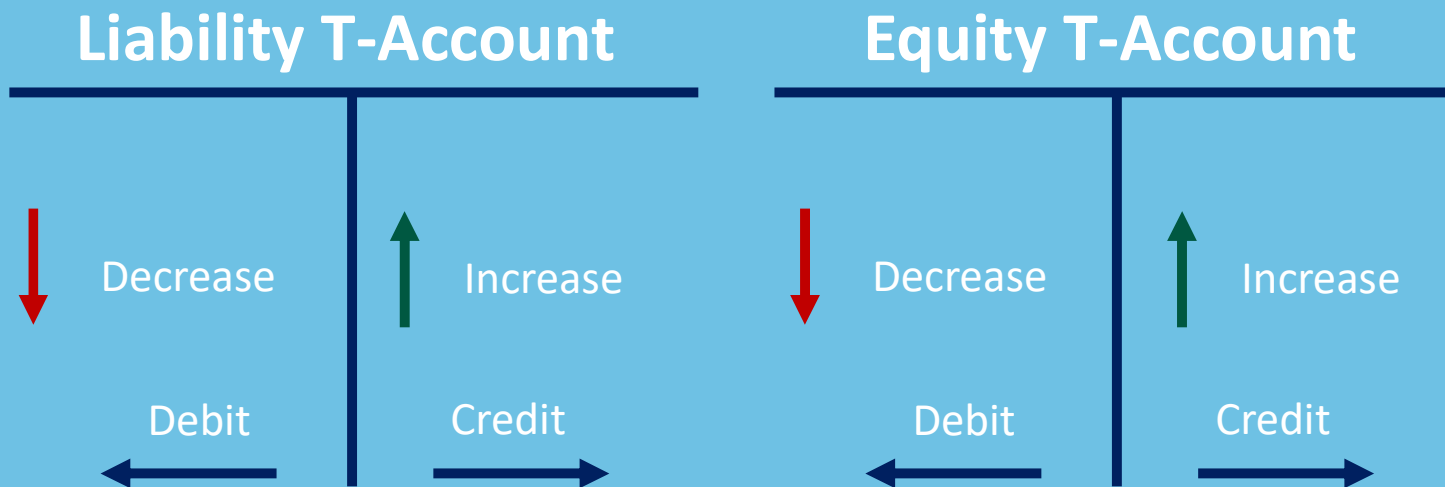 Liability T-Account
Decrease
Increase
Debit
Credit
Equity T-Account
Decrease
Increase
Debit
Credit